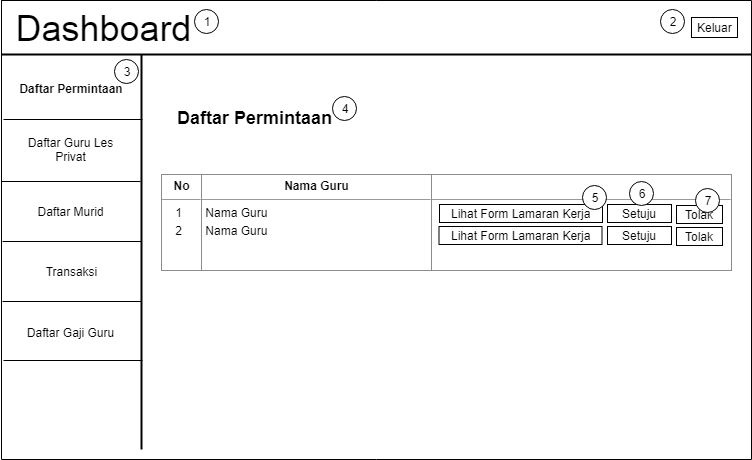 Dashboard 1
2 Keluar
3
Daftar Permintaan
Daftar Guru Les
Privat
Daftar Murid
Transaksi
Daftar Gaji Guru
Daftar Permintaan 4
No Nama Guru
5 6 7
1 Nama Guru Lihat Form Lamaran Kerja Setuju Tolak
2 Nama Guru Lihat Form Lamaran Kerja Setuju Tolak